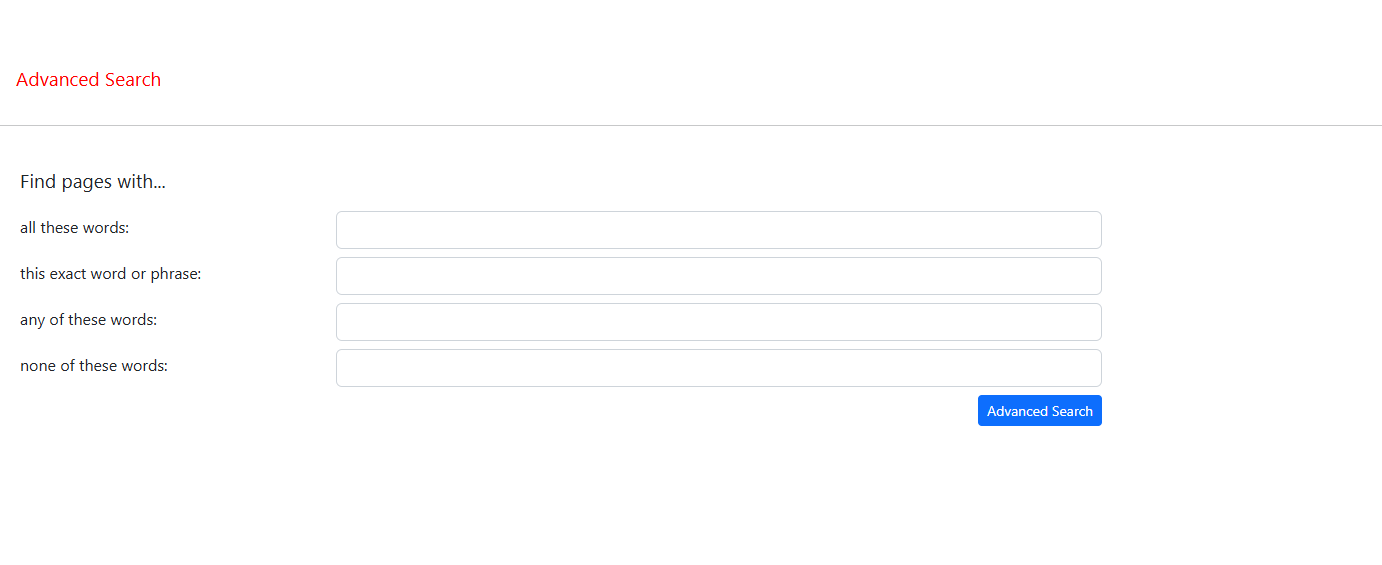 Advanced Search
Find pages with...
all these words:
this exact word or phrase:
any of these words:
none of these words:
Advanced Search